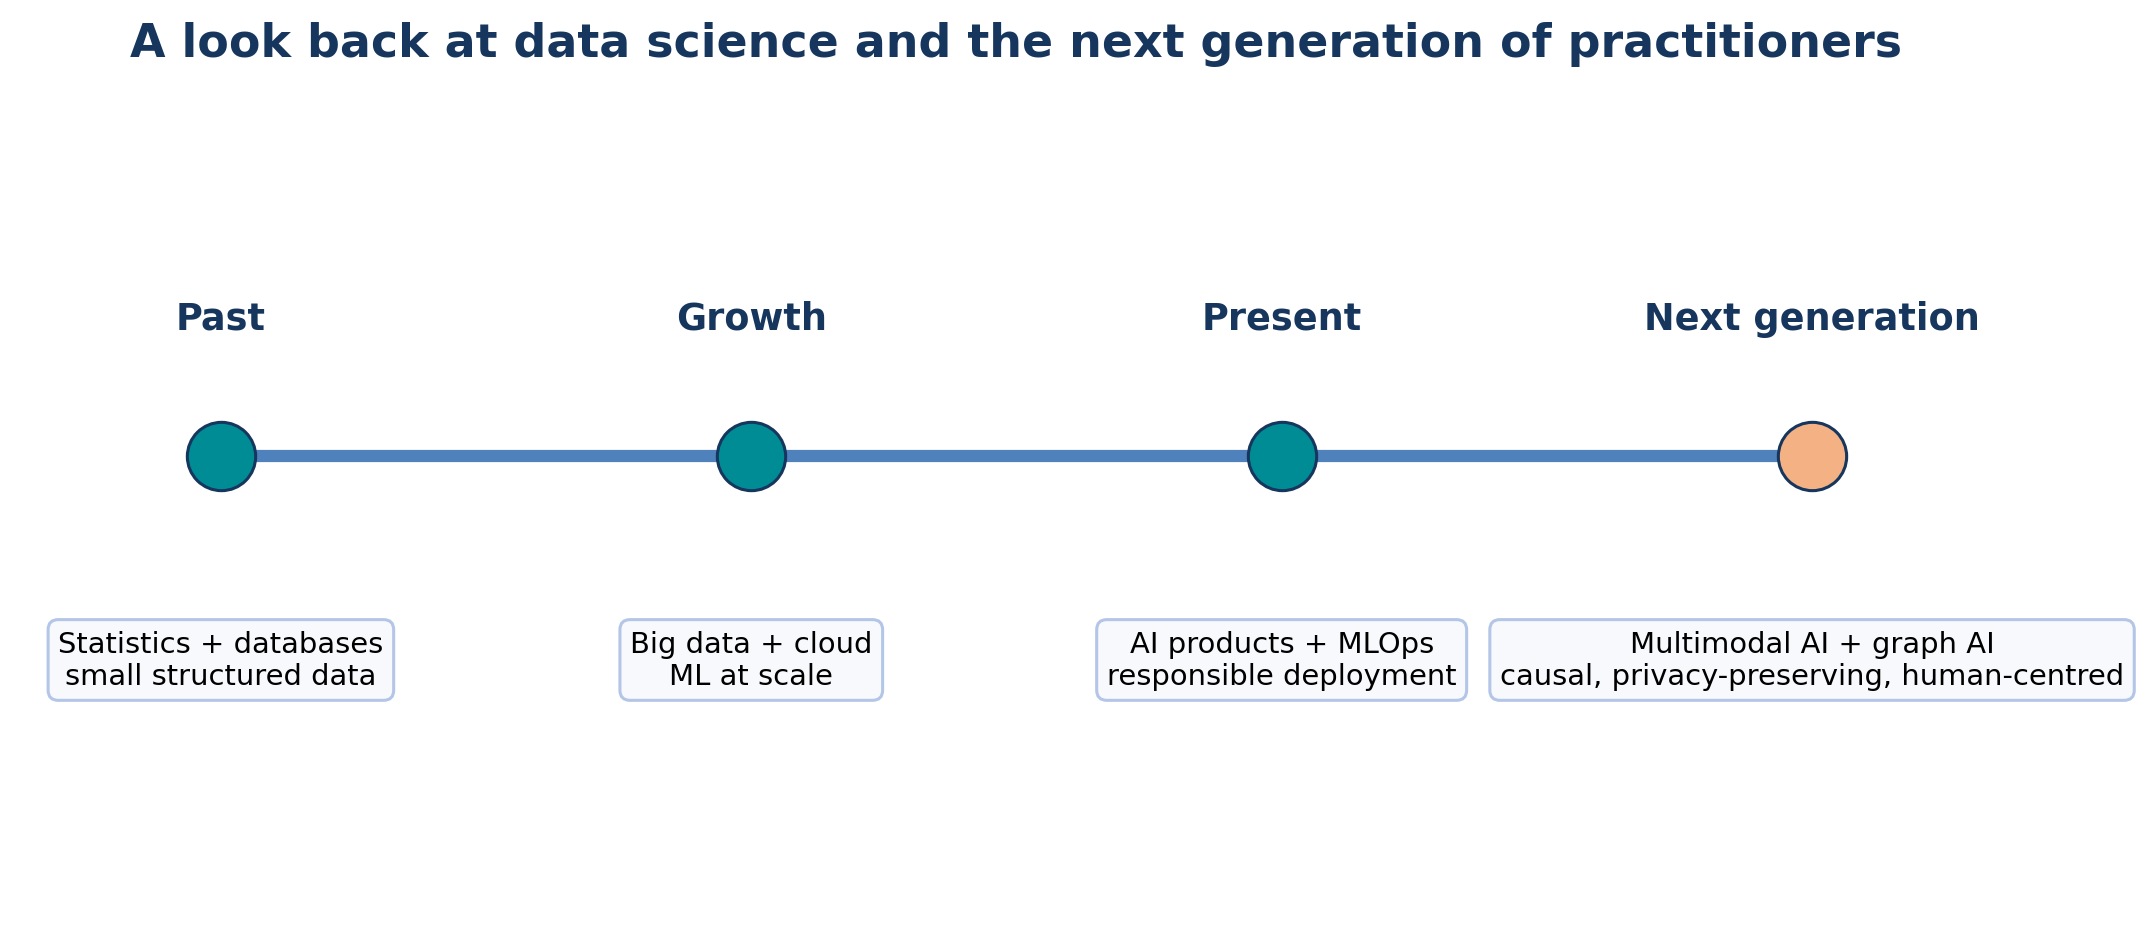 A look back at data science and the next generation of practitioners
Past
Growth
Present
Next generation
Statistics + databases
small structured data
Big data + cloud
ML at scale
AI products + MLOps
responsible deployment
Multimodal AI + graph AI
causal, privacy-preserving, human-centred